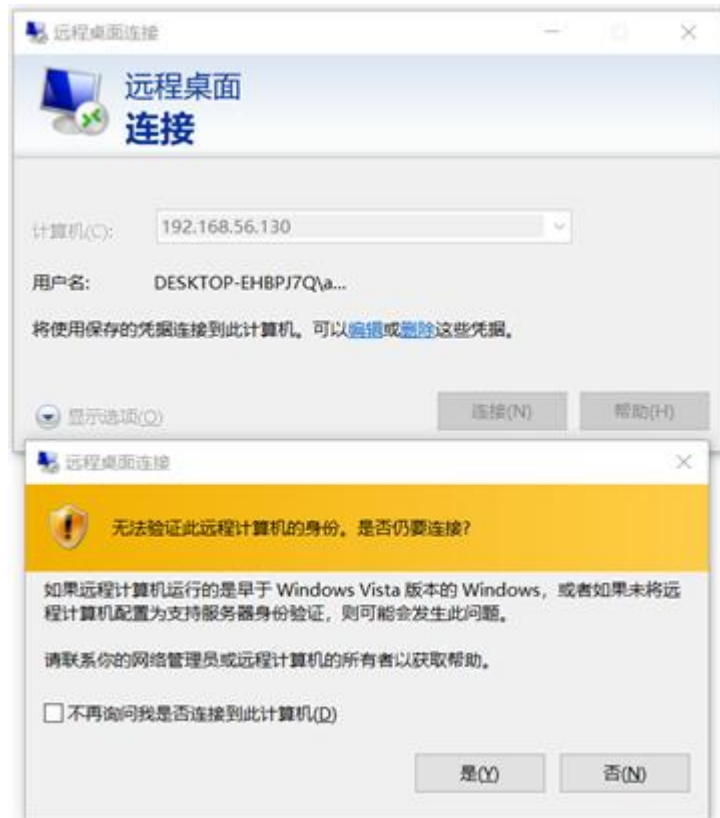 远程桌面连接
远程桌面
连接
计算机(C):
192.168.56.130
用户名:
DESKTOP-EHBPJ7Q\a...
将使用保存的凭据连接到此计算机。可以编辑或删除这些凭据。
显示选项(O)
连接(N)
帮助(H)
远程桌面连接
无法验证此远程计算机的身份。是否仍要连接?
如果远程计算机运行的是早于 Windows Vista 版本的 Windows，或者如果未将远
程计算机配置为支持服务器身份验证，则可能会发生此问题。
请联系你的网络管理员或远程计算机的所有者以获取帮助。
不再询问我是否连接到此计算机(D)
是(Y)
否(N)